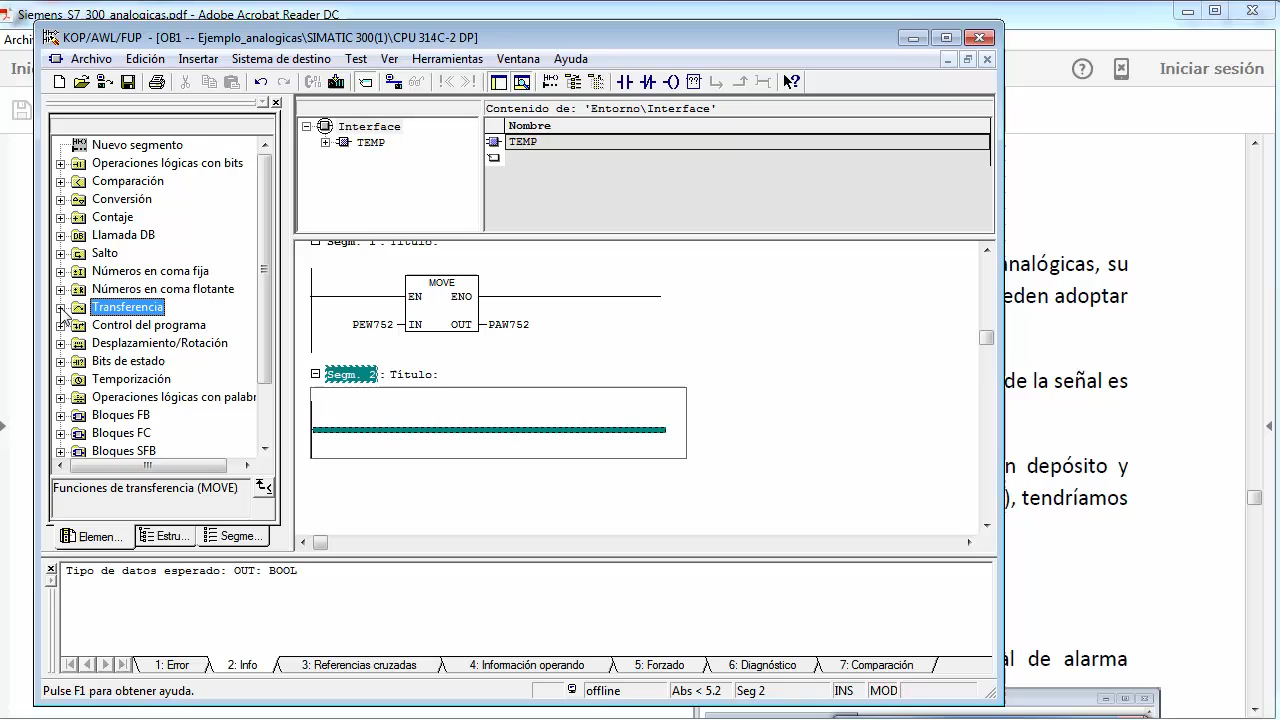 Siemens_S7_300_analogicas.pdf - Adobe Acrobat Reader DC
KOP/AWL/FUP - [OB1 -- Ejemplo_analogicas\SIMATIC 300(1)\CPU 314C-2 DP]
Archivo Edición Insertar Sistema de destino Test Ver Herramientas Ventana Ayuda
Iniciar sesión
Contenido de: 'Entorno\Interface'
Interface
TEMP
Nombre
TEMP
Nuevo segmento
Operaciones lógicas con bits
Comparación
Conversión
Contaje
Llamada DB
Salto
Números en coma fija
Números en coma flotante
Transferencia
Control del programa
Desplazamiento/Rotación
Bits de estado
Temporización
Operaciones lógicas con palabr
Bloques FB
Bloques FC
Bloques SFB
Funciones de transferencia (MOVE)
Elemen... Estru... Segme...
Segm. 1 : Título:
MOVE
EN ENO
PEW752 IN OUT PAW752
Segm. 2 : Título:
analógicas, su
eden adoptar
de la señal es
n depósito y
), tendríamos
al de alarma
Tipo de datos esperado: OUT: BOOL
1: Error 2: Info 3: Referencias cruzadas 4: Información operando 5: Forzado 6: Diagnóstico 7: Comparación
Pulse F1 para obtener ayuda. offline Abs < 5.2 Seg 2 INS MOD